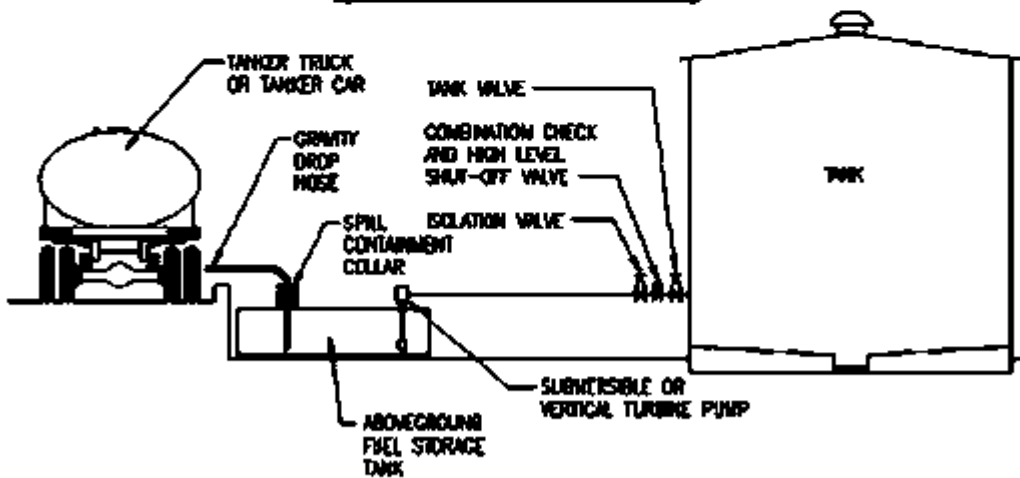 TANKER TRUCK
OR TANKER CAR
GRAVITY
DROP
HOSE
SPILL
CONTAINMENT
COLLAR
TANK VALVE
COMBINATION CHECK
AND HIGH LEVEL
SHUT-OFF VALVE
ISOLATION VALVE
TANK
SUBMERSIBLE OR
VERTICAL TURBINE PUMP
ABOVEGROUND
FUEL STORAGE
TANK